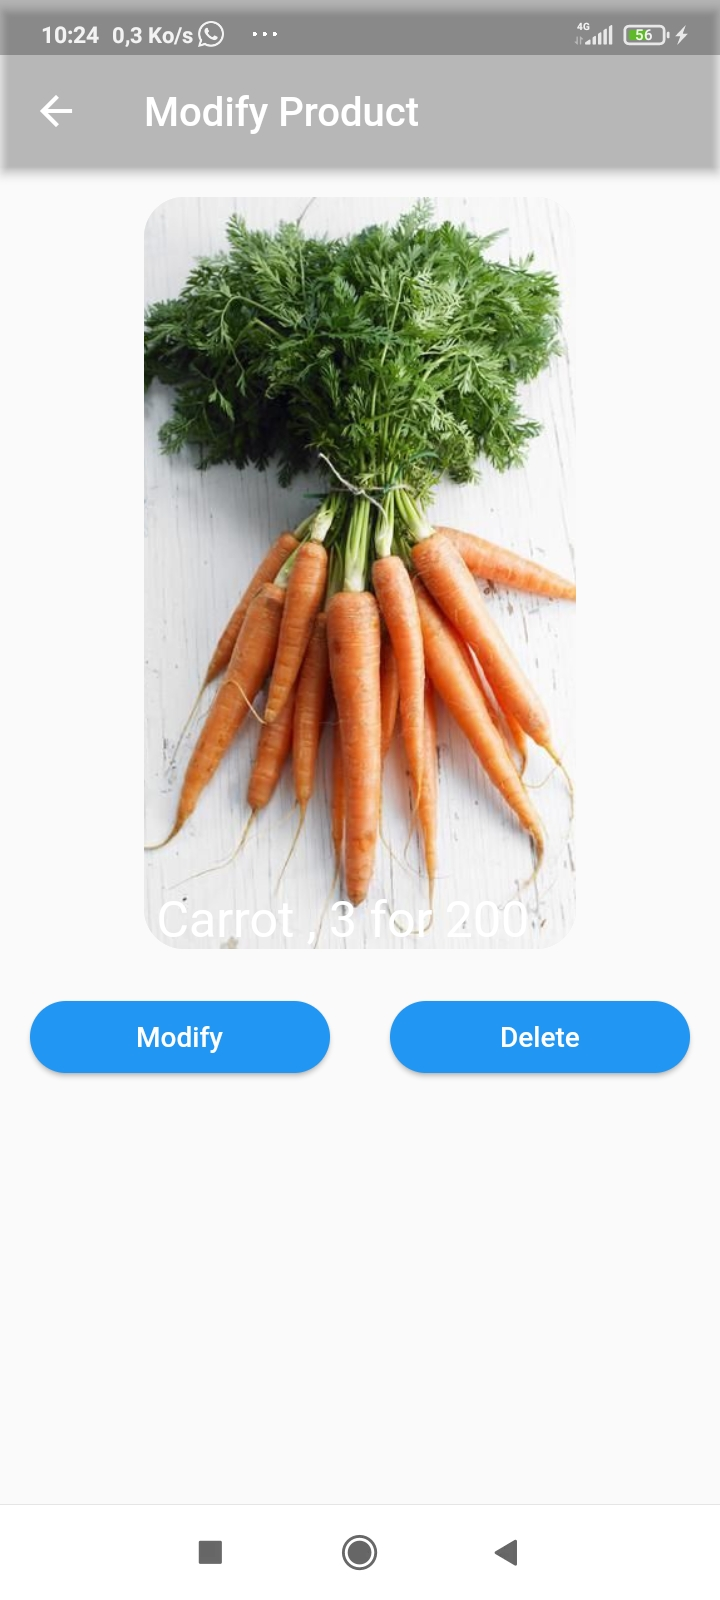 10:24 0,3 Ko/s ... 4G 56
Modify Product
Carrot , 3 for 200
Modify Delete